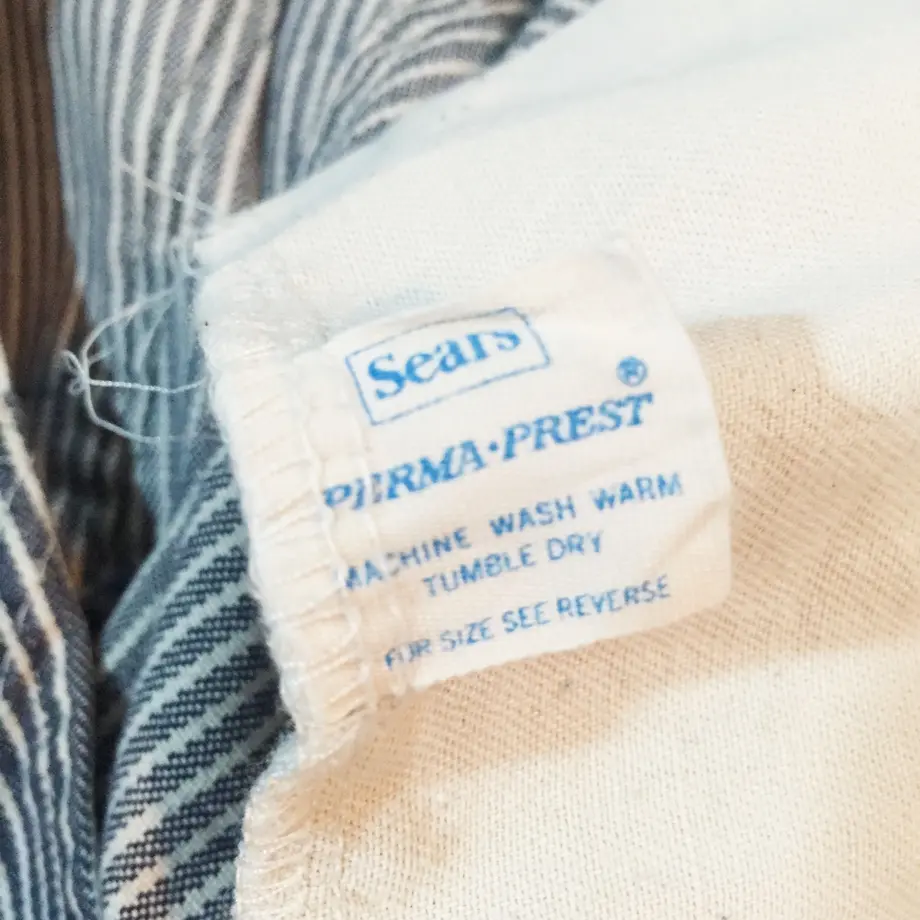 Sears
®
PERMA·PREST
MACHINE WASH WARM
TUMBLE DRY
FOR SIZE SEE REVERSE